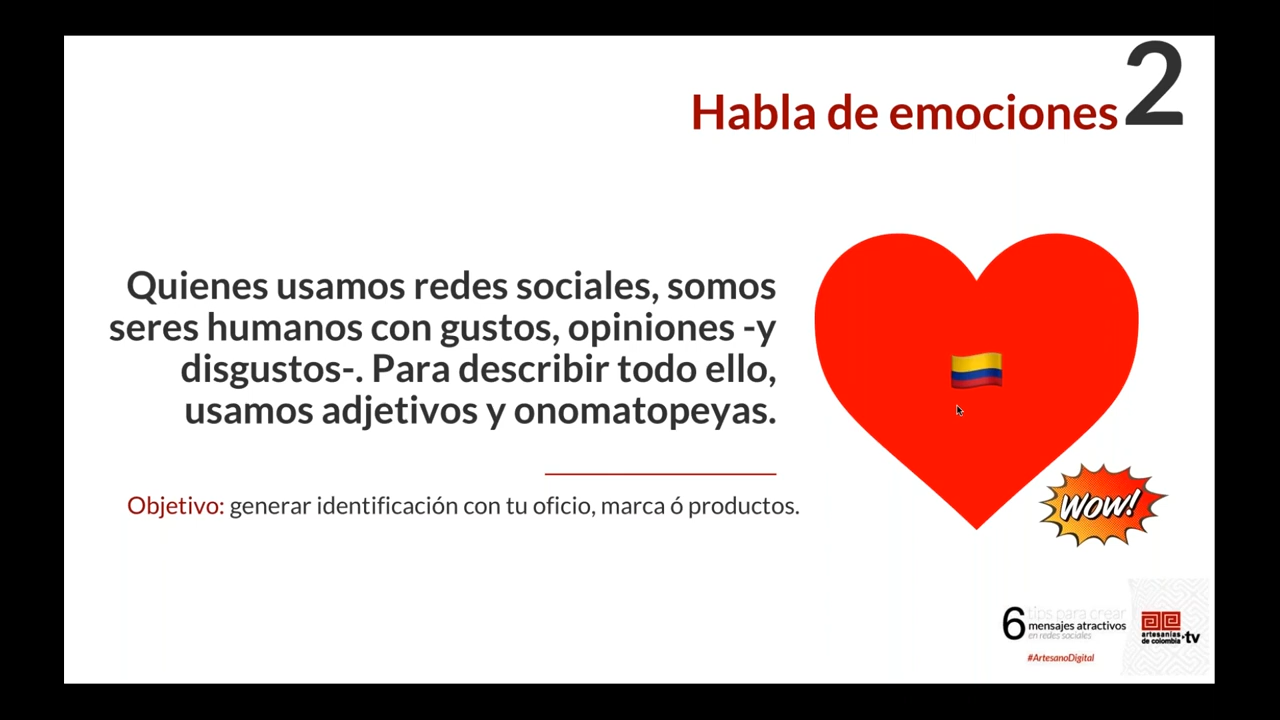 Habla de emociones 2
Quienes usamos redes sociales, somos
seres humanos con gustos, opiniones -y
disgustos-. Para describir todo ello,
usamos adjetivos y onomatopeyas.
Objetivo: generar identificación con tu oficio, marca ó productos.
WOW!
6 tips para crear
mensajes atractivos
en redes sociales
#ArtesanoDigital
artesanías
de colombia .tv